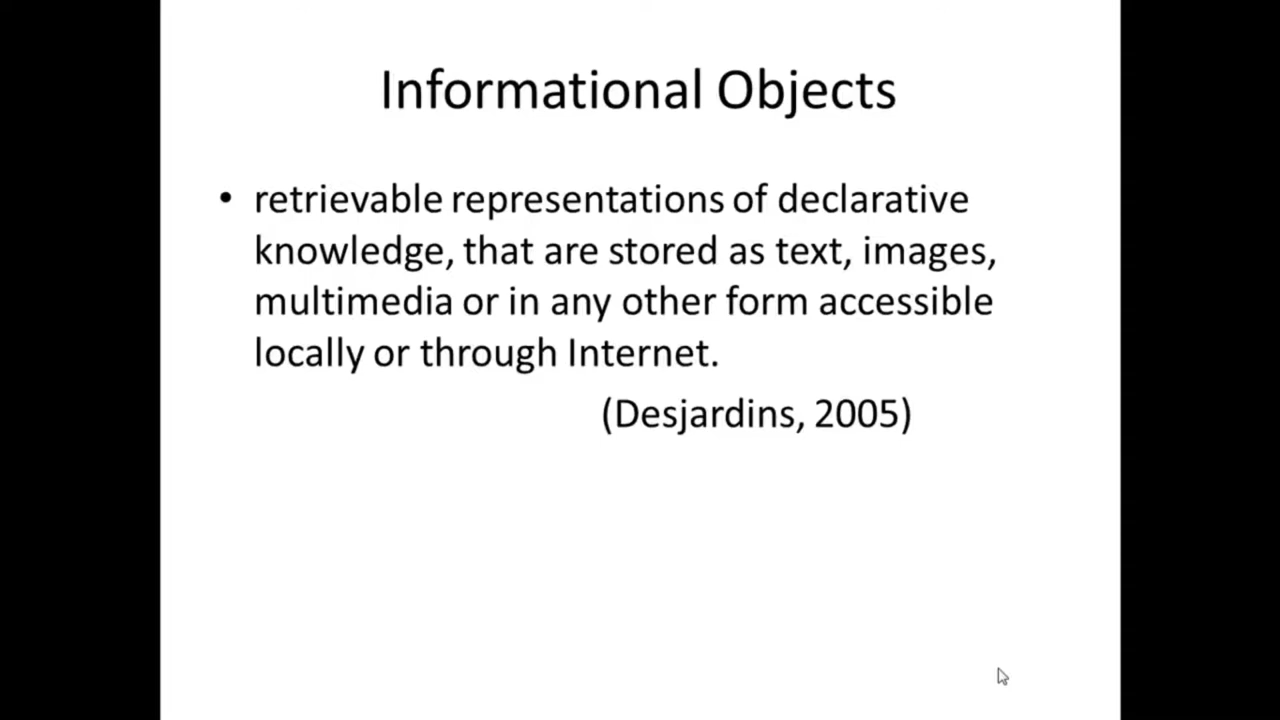 Informational Objects
• retrievable representations of declarative
knowledge, that are stored as text, images,
multimedia or in any other form accessible
locally or through Internet.
(Desjardins, 2005)